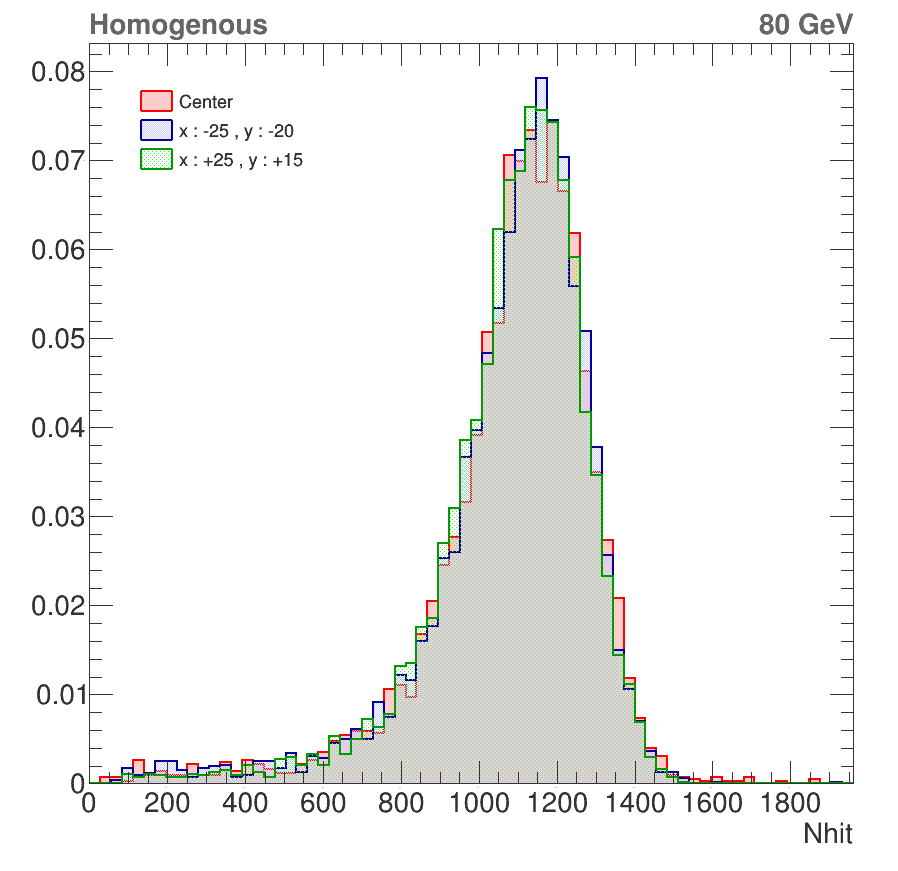 Homogenous 80 GeV
Center
x : -25 , y : -20
x : +25 , y : +15
0.08
0.07
0.06
0.05
0.04
0.03
0.02
0.01
0
0 200 400 600 800 1000 1200 1400 1600 1800
Nhit